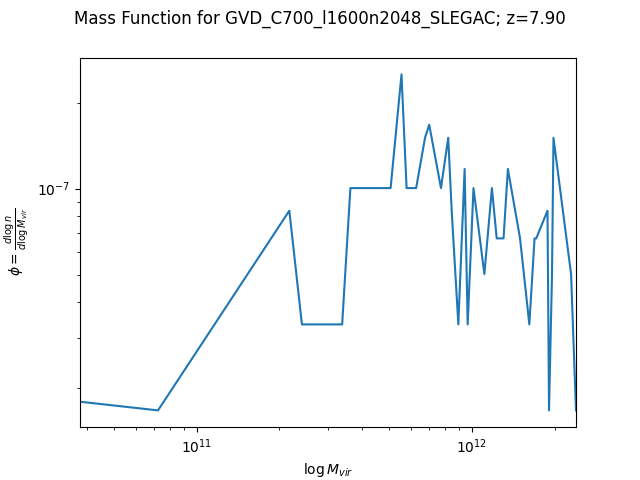 Mass Function for GVD_C700_l1600n2048_SLEGAC; z=7.90
ϕ = d log n / d log M_vir
10^−7
10^11
10^12
log M_vir